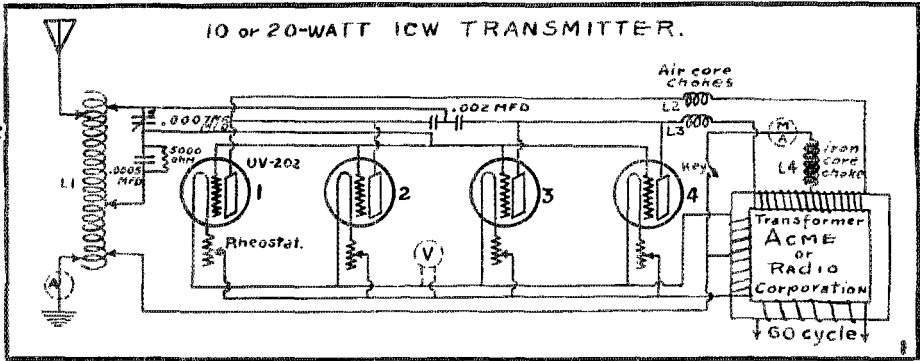 10 or 20-WATT ICW TRANSMITTER.
Air core
chokes
.002 MFD
L2
.0007 MFD
L3
M
A
5000
ohm
UV-202
Key
L4
iron
core
choke
L1
.0005
MFD
1
2
3
4
Transformer
ACME
or
RADIO
Corporation
Rheostat.
V
A
60 cycle